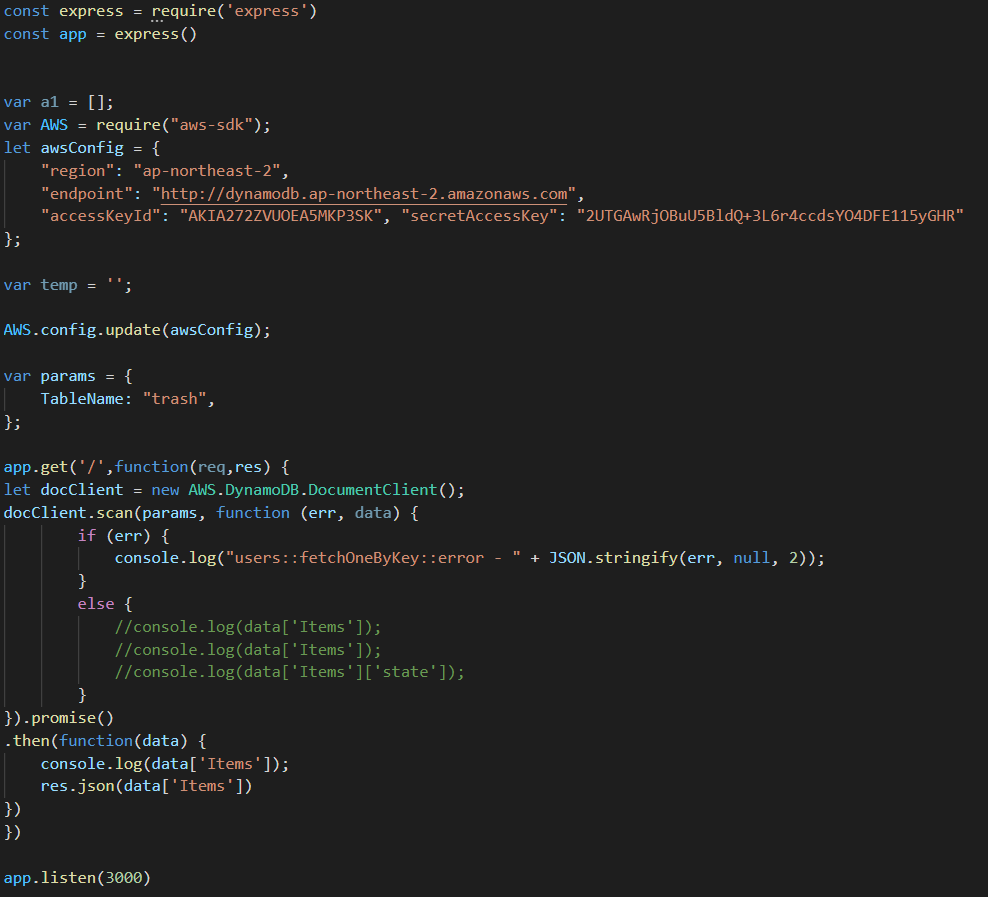 const express = require('express')
const app = express()
var a1 = [];
var AWS = require("aws-sdk");
let awsConfig = {
"region": "ap-northeast-2",
"endpoint": "http://dynamodb.ap-northeast-2.amazonaws.com",
"accessKeyId": "AKIA272ZVUOEA5MKP3SK", "secretAccessKey": "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"
};
var temp = '';
AWS.config.update(awsConfig);
var params = {
TableName: "trash",
};
app.get('/',function(req,res) {
let docClient = new AWS.DynamoDB.DocumentClient();
docClient.scan(params, function (err, data) {
if (err) {
console.log("users::fetchOneByKey::error - " + JSON.stringify(err, null, 2));
}
else {
//console.log(data['Items']);
//console.log(data['Items']);
//console.log(data['Items']['state']);
}
}).promise()
.then(function(data) {
console.log(data['Items']);
res.json(data['Items'])
})
})
app.listen(3000)